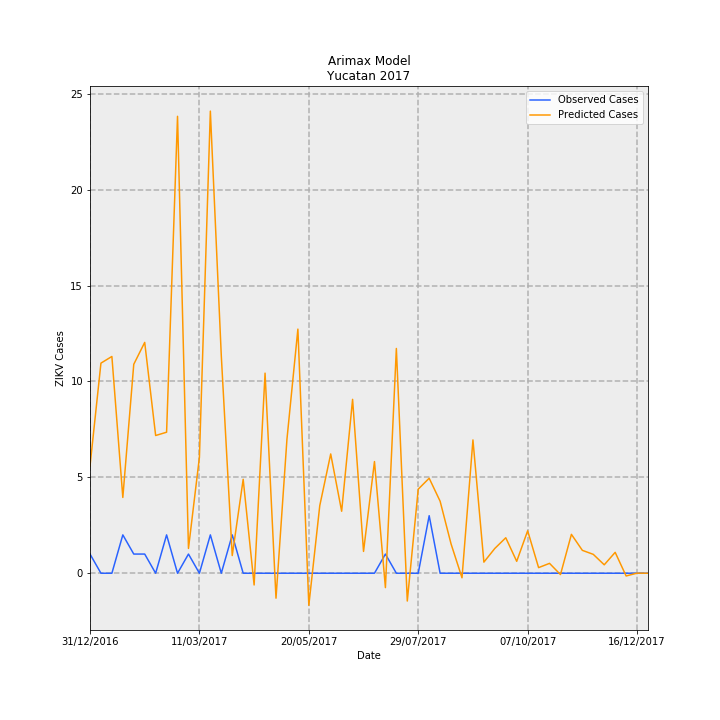 Arimax Model
Yucatan 2017
Observed Cases
Predicted Cases
25
20
15
10
5
0
ZIKV Cases
31/12/2016
11/03/2017
20/05/2017
29/07/2017
07/10/2017
16/12/2017
Date